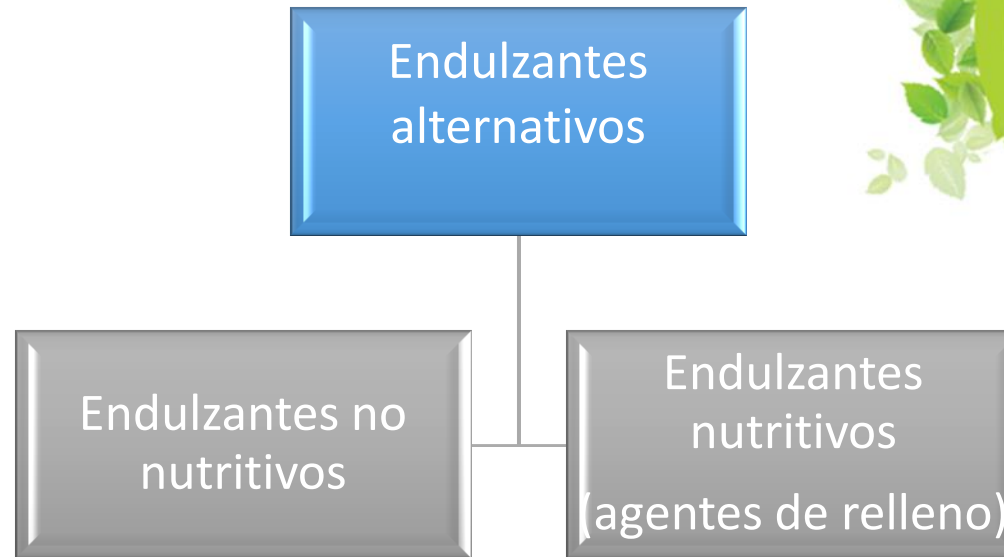 Endulzantes
alternativos
Endulzantes no
nutritivos
Endulzantes
nutritivos
(agentes de relleno)